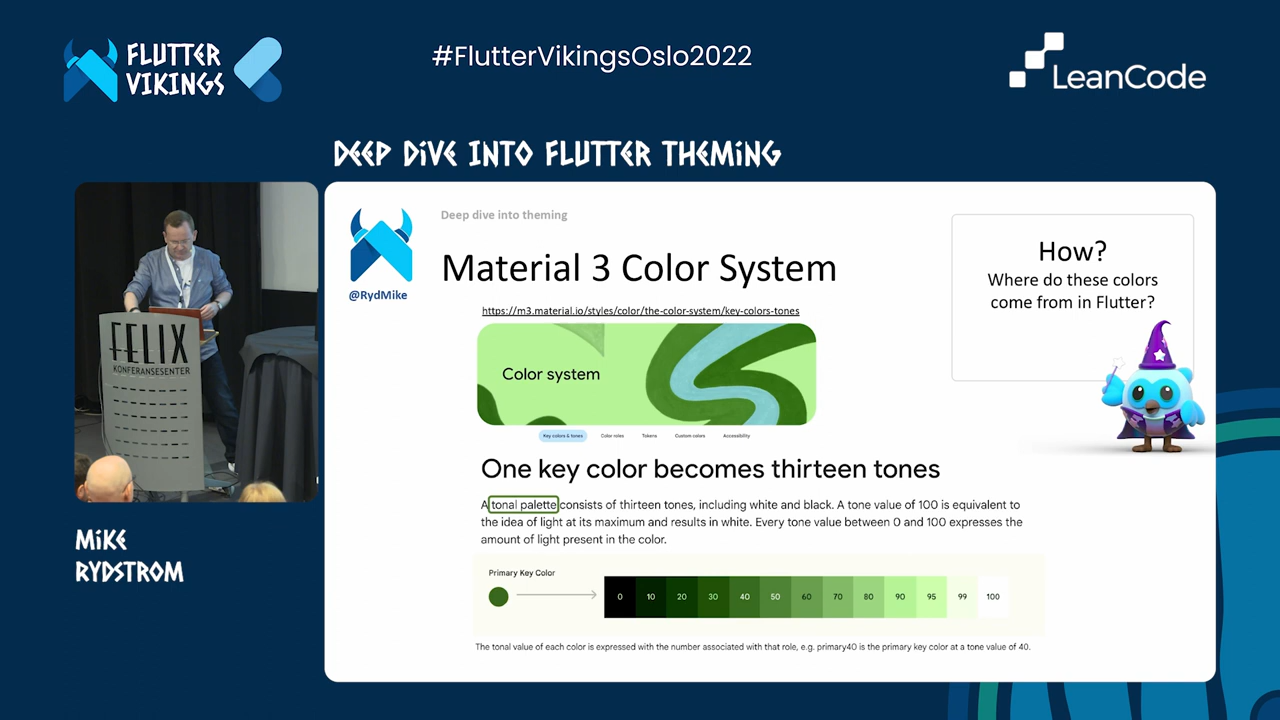 FLUTTER
VIKINGS
#FlutterVikingsOslo2022
LeanCode
DEEP DIVE INTO FLUTTER THEMING
FELIX
KONFERANSESENTER
MIKE
RYDSTROM
@RydMike
Deep dive into theming
Material 3 Color System
https://m3.material.io/styles/color/the-color-system/key-colors-tones
Color system
Key colors & tones Color roles Tokens Custom colors Accessibility
How?
Where do these colors
come from in Flutter?
One key color becomes thirteen tones
A tonal palette consists of thirteen tones, including white and black. A tone value of 100 is equivalent to
the idea of light at its maximum and results in white. Every tone value between 0 and 100 expresses the
amount of light present in the color.
Primary Key Color
0 10 20 30 40 50 60 70 80 90 95 99 100
The tonal value of each color is expressed with the number associated with that role, e.g. primary40 is the primary key color at a tone value of 40.